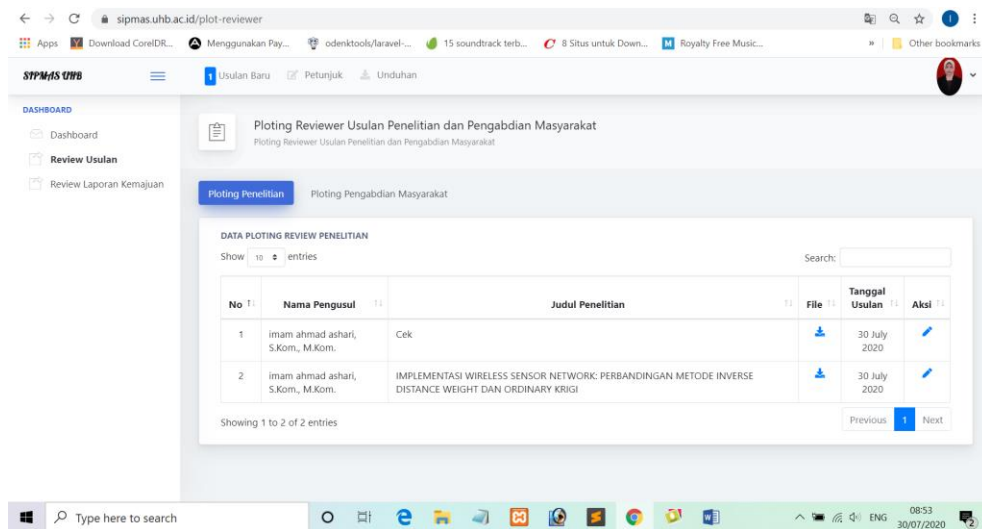 sipmas.uhb.ac.id/plot-reviewer
Apps Download CorelDR... Menggunakan Pay... odenktools/laravel-... 15 soundtrack terb... 8 Situs untuk Down... Royalty Free Music... » Other bookmarks
SIPMAS UHB 1 Usulan Baru Petunjuk Unduhan
DASHBOARD
Dashboard
Review Usulan
Review Laporan Kemajuan
Ploting Reviewer Usulan Penelitian dan Pengabdian Masyarakat
Ploting Reviewer Usulan Penelitian dan Pengabdian Masyarakat
Ploting Penelitian Ploting Pengabdian Masyarakat
DATA PLOTING REVIEW PENELITIAN
Show 10 entries Search:
No Nama Pengusul Judul Penelitian File Tanggal Usulan Aksi
1 imam ahmad ashari, Cek 30 July
S.Kom., M.Kom. 2020
2 imam ahmad ashari, IMPLEMENTASI WIRELESS SENSOR NETWORK: PERBANDINGAN METODE INVERSE 30 July
S.Kom., M.Kom. DISTANCE WEIGHT DAN ORDINARY KRIGI 2020
Showing 1 to 2 of 2 entries Previous 1 Next
Type here to search ENG 08:53
30/07/2020